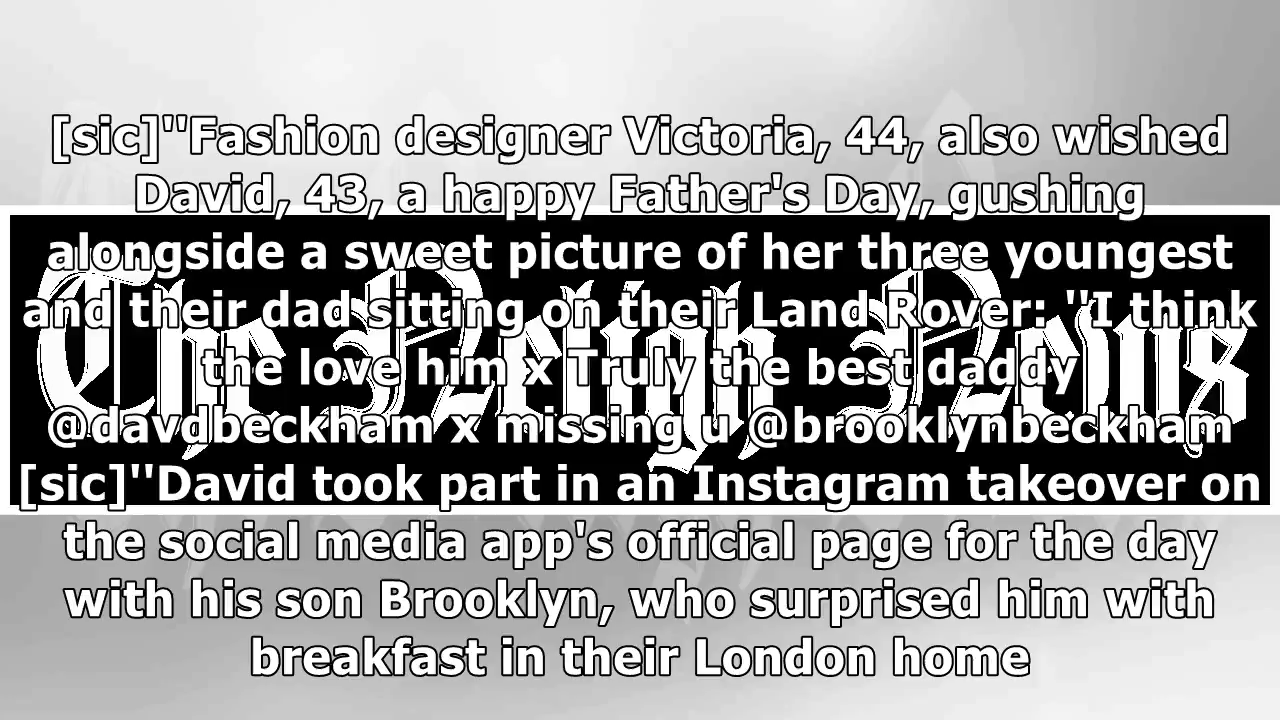 [sic]"Fashion designer Victoria, 44, also wished
David, 43, a happy Father's Day, gushing
alongside a sweet picture of her three youngest
and their dad sitting on their Land Rover: "I think
the love him x Truly the best daddy
@davdbeckham x missing u @brooklynbeckham
[sic]"David took part in an Instagram takeover on
the social media app's official page for the day
with his son Brooklyn, who surprised him with
breakfast in their London home
The Neigh News